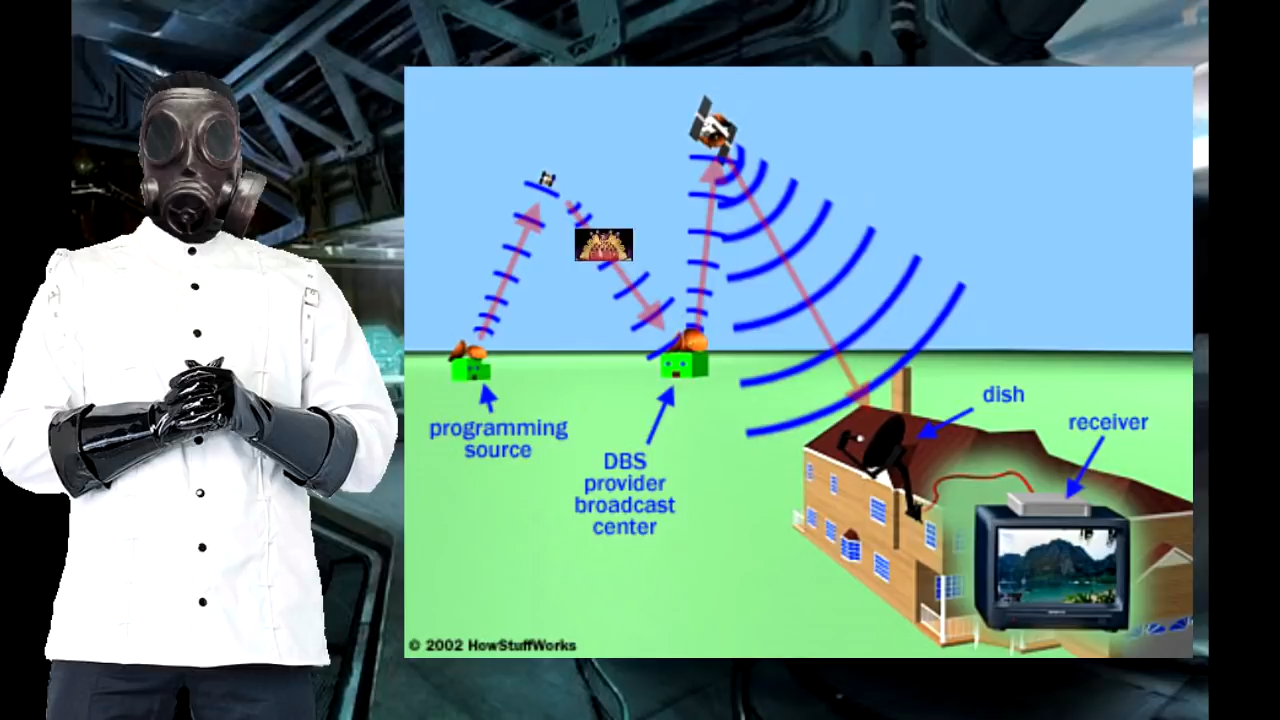 programming
source
DBS
provider
broadcast
center
dish
receiver
© 2002 HowStuffWorks